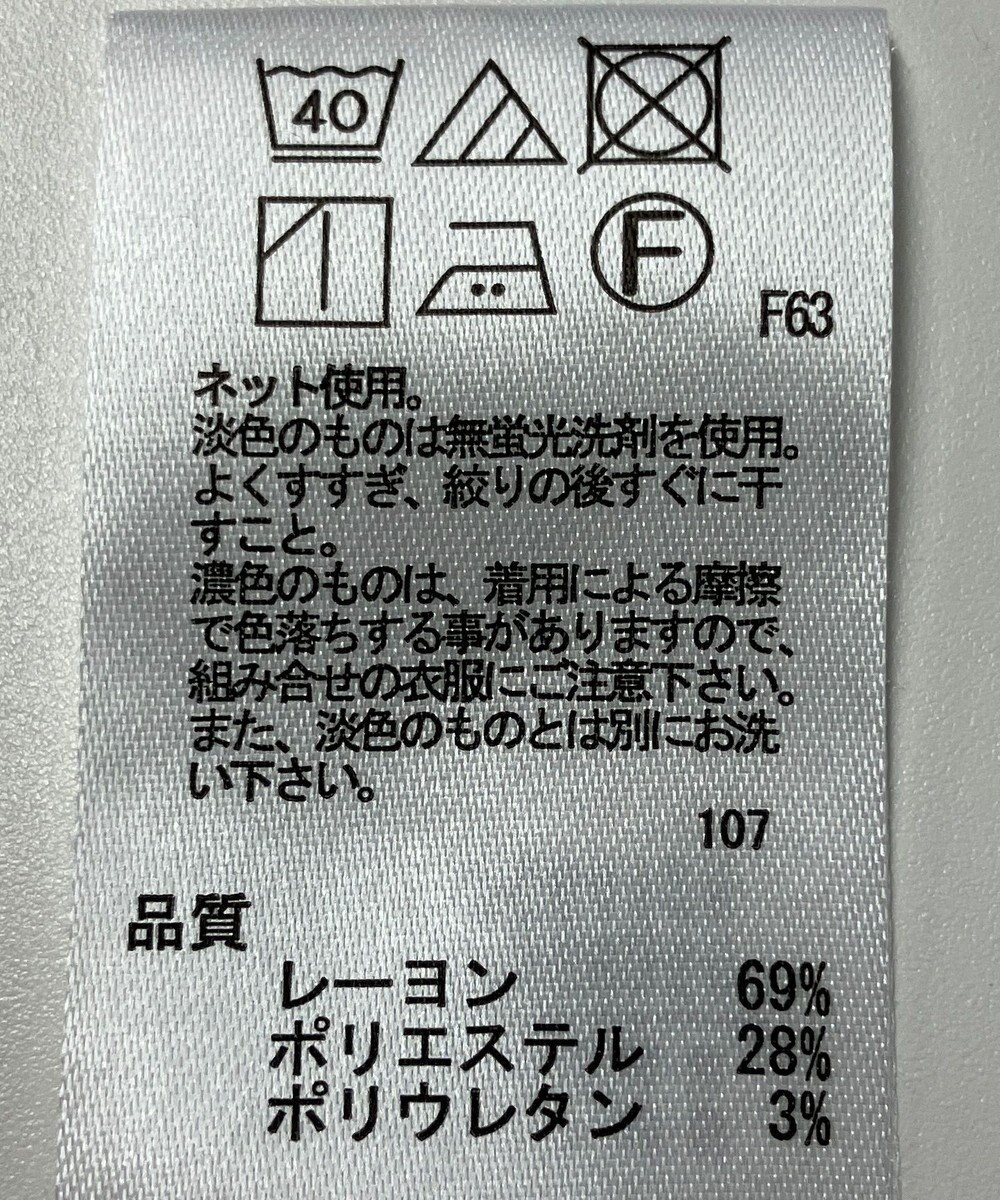 40
F
F63
ネット使用。
淡色のものは無蛍光洗剤を使用。
よくすすぎ、絞りの後すぐに干
すこと。
濃色のものは、着用による摩擦
で色落ちする事がありますので、
組み合せの衣服にご注意下さい。
また、淡色のものとは別にお洗
い下さい。
107
品質
レーヨン 69%
ポリエステル 28%
ポリウレタン 3%